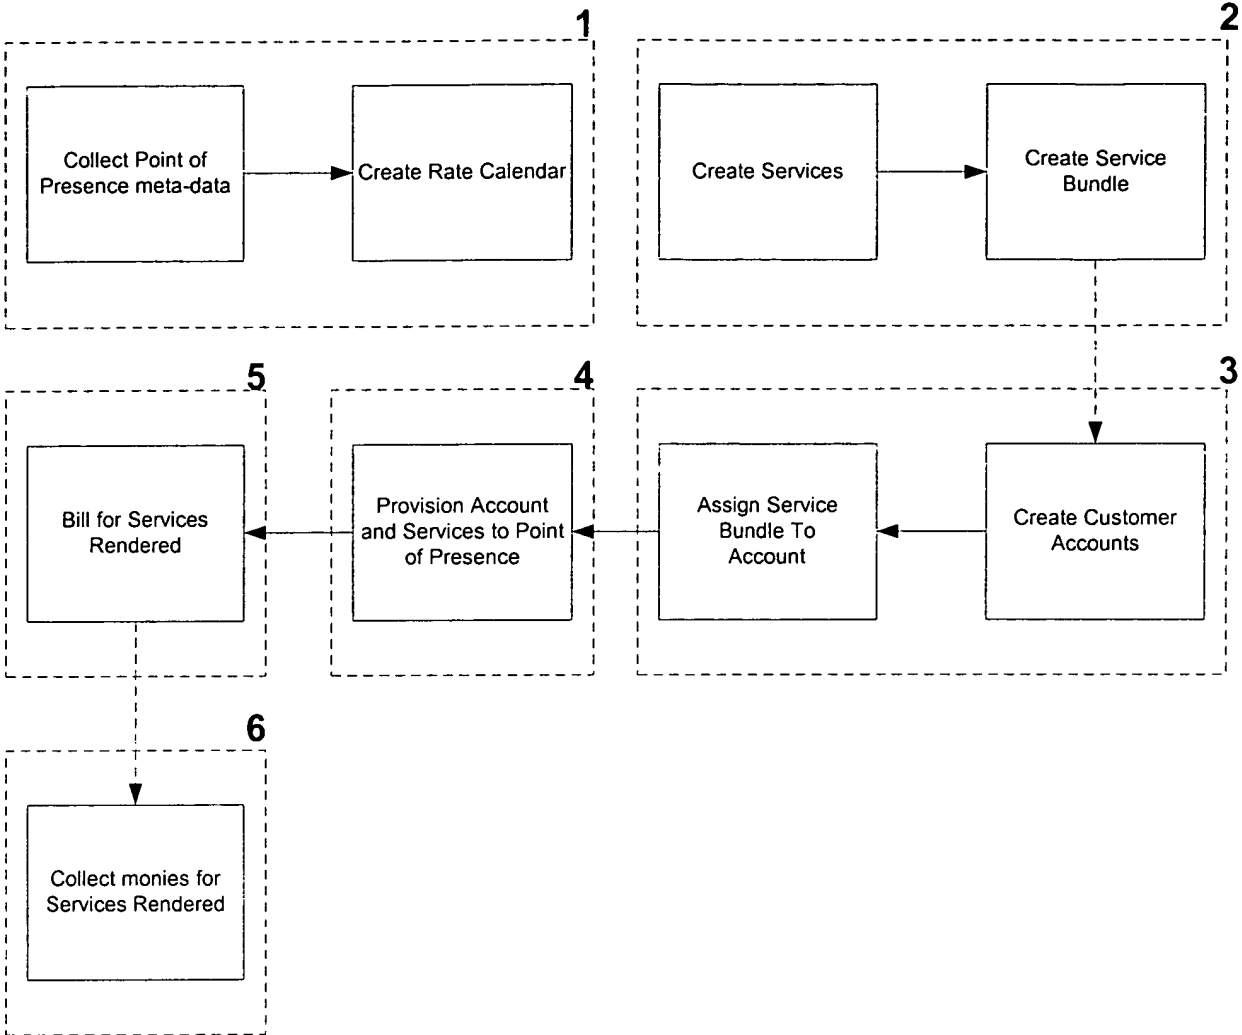 1
2
Collect Point of
Presence meta-data
Create Rate Calendar
Create Services
Create Service
Bundle
5
4
3
Bill for Services
Rendered
Provision Account
and Services to Point
of Presence
Assign Service
Bundle To
Account
Create Customer
Accounts
6
Collect monies for
Services Rendered